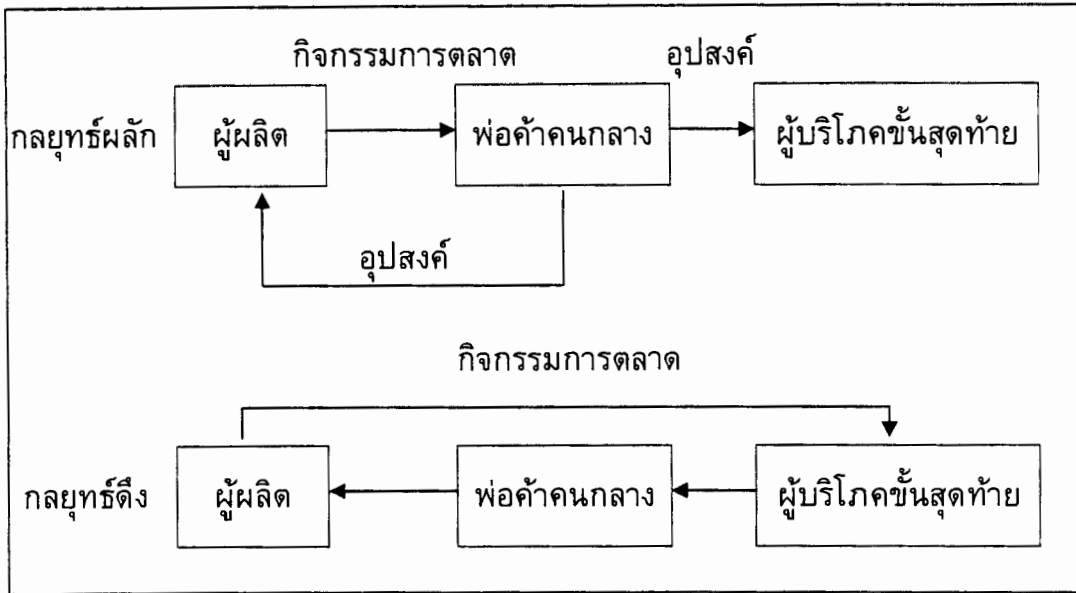 กิจกรรมการตลาด อุปสงค์
กลยุทธ์ผลัก ผู้ผลิต พ่อค้าคนกลาง ผู้บริโภคขั้นสุดท้าย
อุปสงค์
กิจกรรมการตลาด
กลยุทธ์ดึง ผู้ผลิต พ่อค้าคนกลาง ผู้บริโภคขั้นสุดท้าย